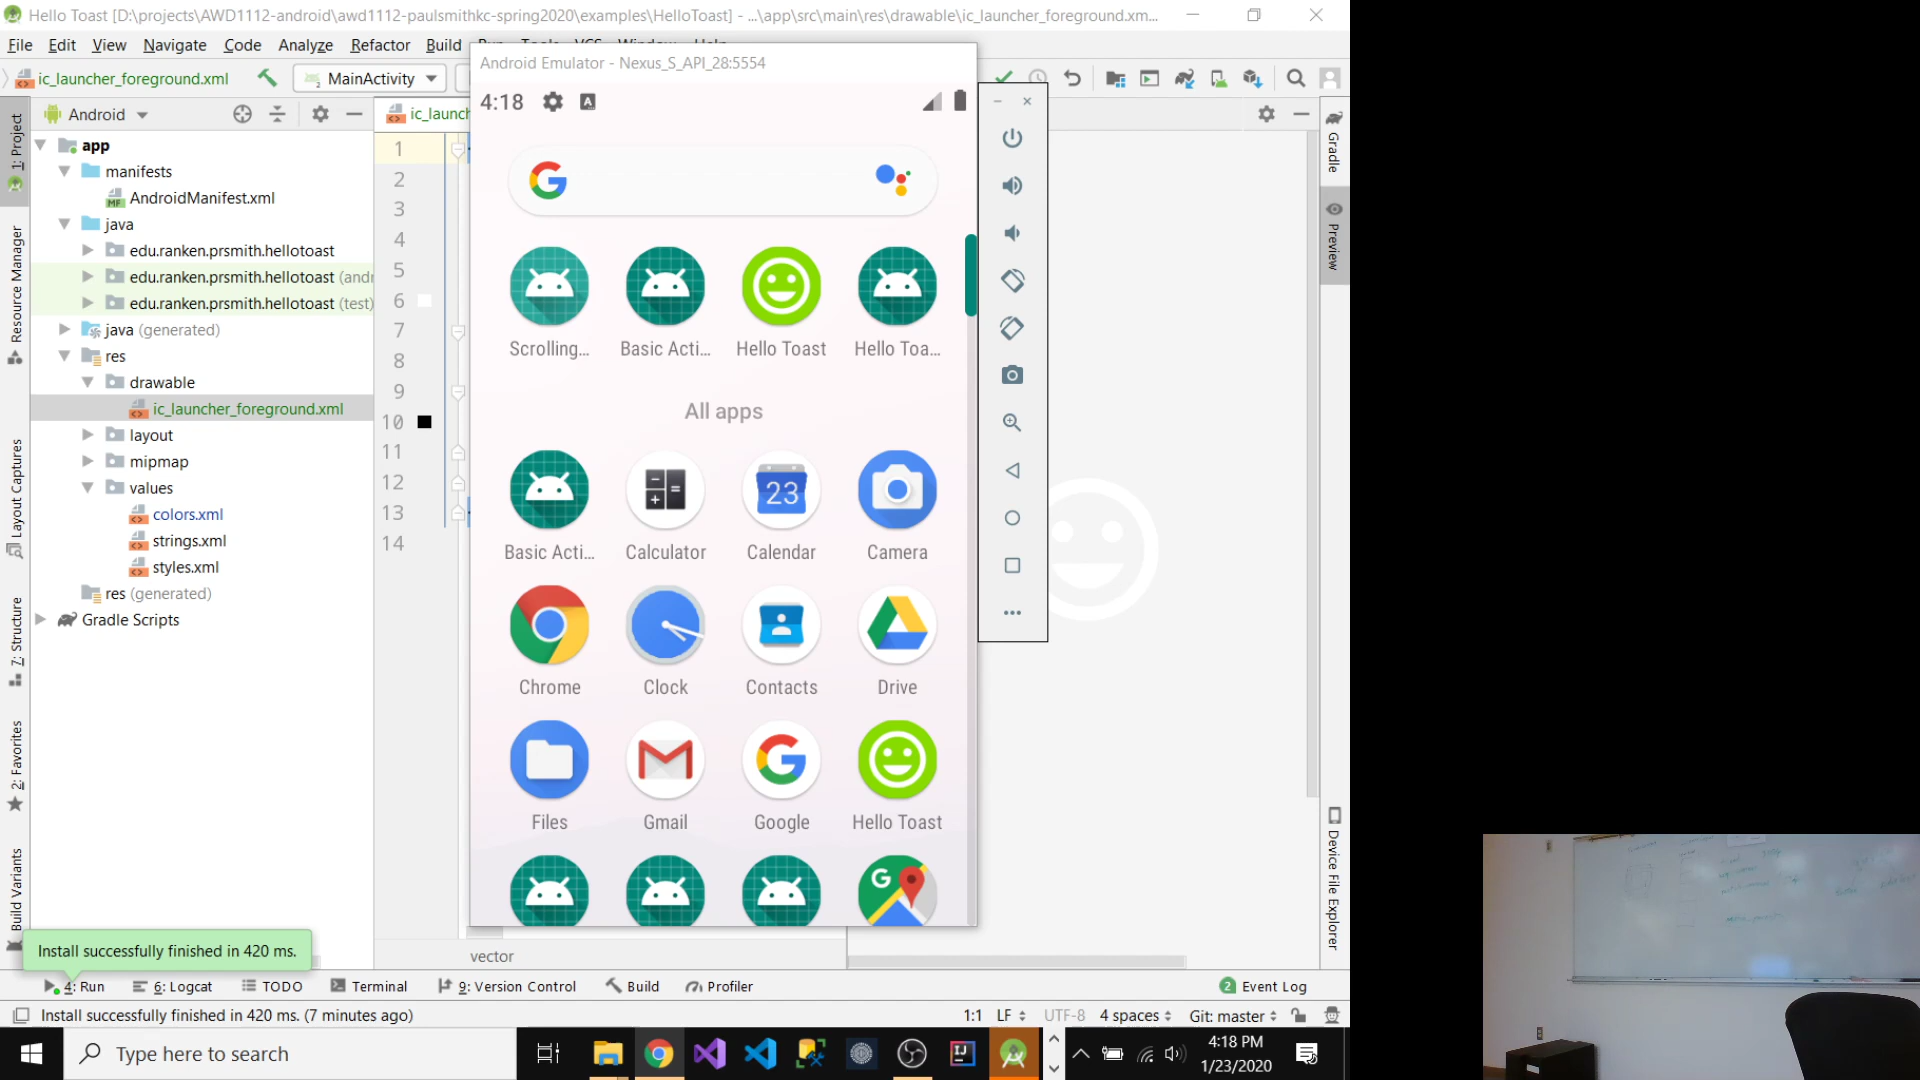 Hello Toast [D:\projects\AWD1112-android\awd1112-paulsmithkc-spring2020\examples\HelloToast] - ...\app\src\main\res\drawable\ic_launcher_foreground.xm...
File Edit View Navigate Code Analyze Refactor Build
ic_launcher_foreground.xml
MainActivity
Android
ic_launch
Android Emulator - Nexus_S_API_28:5554
4:18
app
manifests
AndroidManifest.xml
java
edu.ranken.prsmith.hellotoast
edu.ranken.prsmith.hellotoast (andr
edu.ranken.prsmith.hellotoast (test)
java (generated)
res
drawable
ic_launcher_foreground.xml
layout
mipmap
values
colors.xml
strings.xml
styles.xml
res (generated)
Gradle Scripts
1: Project
Resource Manager
Layout Captures
7: Structure
2: Favorites
Build Variants
1
2
3
4
5
6
7
8
9
10
11
12
13
14
Scrolling... Basic Acti... Hello Toast Hello Toa...
All apps
23
Basic Acti... Calculator Calendar Camera
Chrome Clock Contacts Drive
Files Gmail Google Hello Toast
Gradle
Preview
Device File Explorer
vector
Install successfully finished in 420 ms.
4: Run 6: Logcat TODO Terminal 9: Version Control Build Profiler 2 Event Log
Install successfully finished in 420 ms. (7 minutes ago) 1:1 LF UTF-8 4 spaces Git: master
Type here to search
4:18 PM
1/23/2020